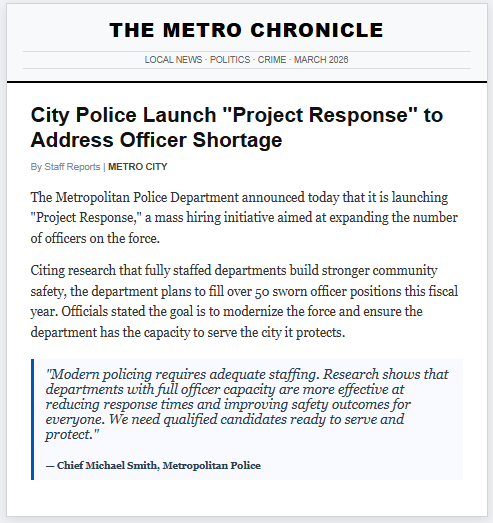 THE METRO CHRONICLE
LOCAL NEWS · POLITICS · CRIME · MARCH 2026
City Police Launch "Project Response" to
Address Officer Shortage
By Staff Reports | METRO CITY
The Metropolitan Police Department announced today that it is launching
"Project Response," a mass hiring initiative aimed at expanding the number
of officers on the force.
Citing research that fully staffed departments build stronger community
safety, the department plans to fill over 50 sworn officer positions this fiscal
year. Officials stated the goal is to modernize the force and ensure the
department has the capacity to serve the city it protects.
"Modern policing requires adequate staffing. Research shows that
departments with full officer capacity are more effective at
reducing response times and improving safety outcomes for
everyone. We need qualified candidates ready to serve and
protect."
— Chief Michael Smith, Metropolitan Police